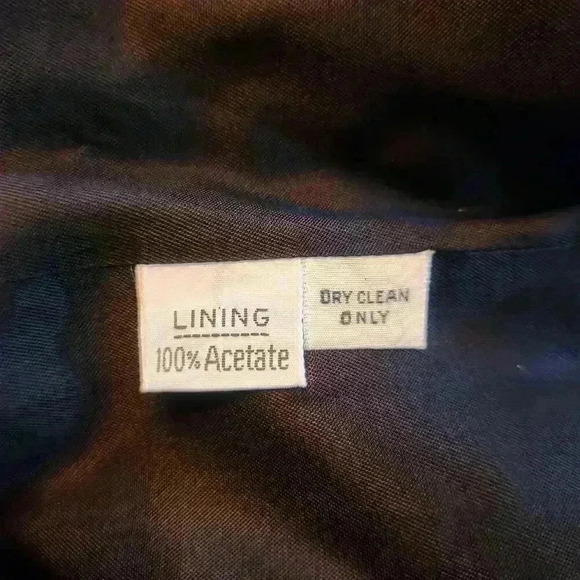 LINING
100% Acetate
DRY CLEAN
ONLY